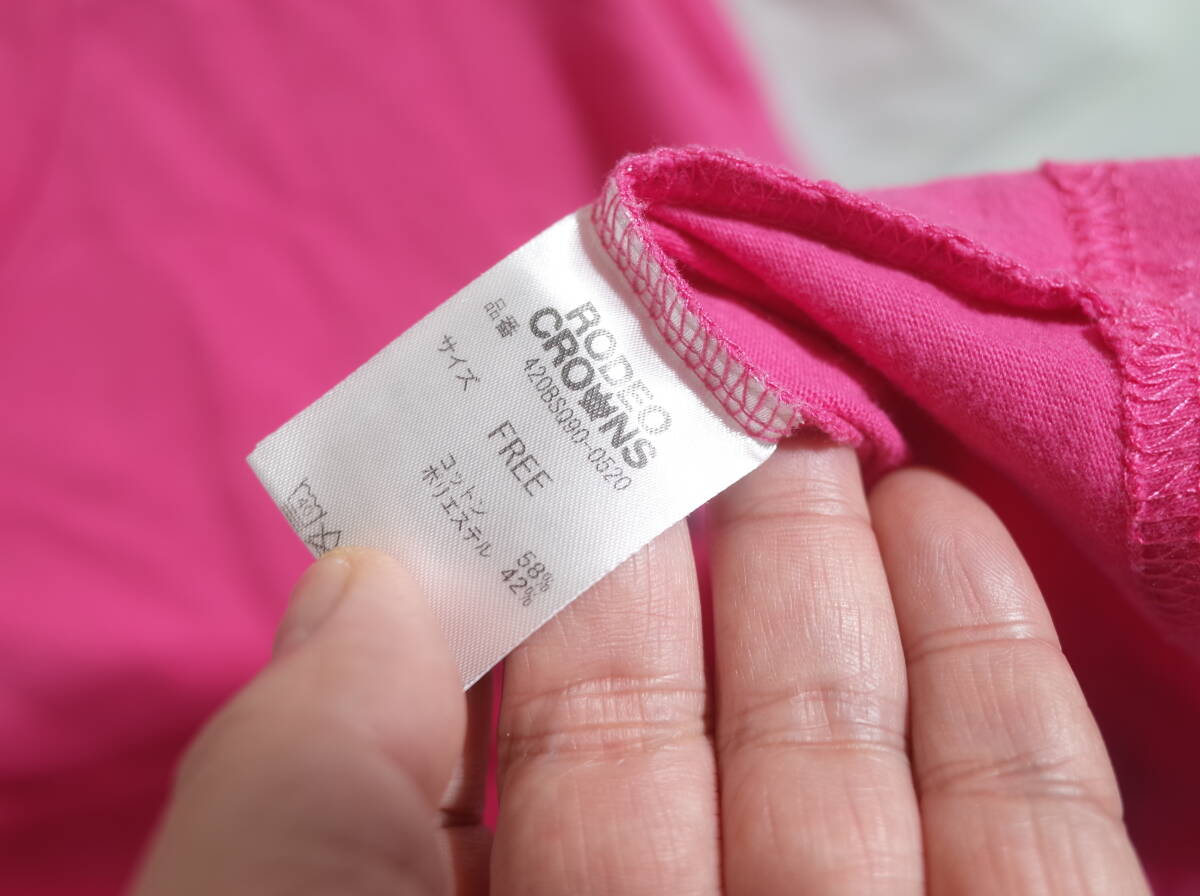 RODEO
CROWNS
品番 420BSQ90-0520
サイズ
FREE
コットン 58%
ポリエステル 42%